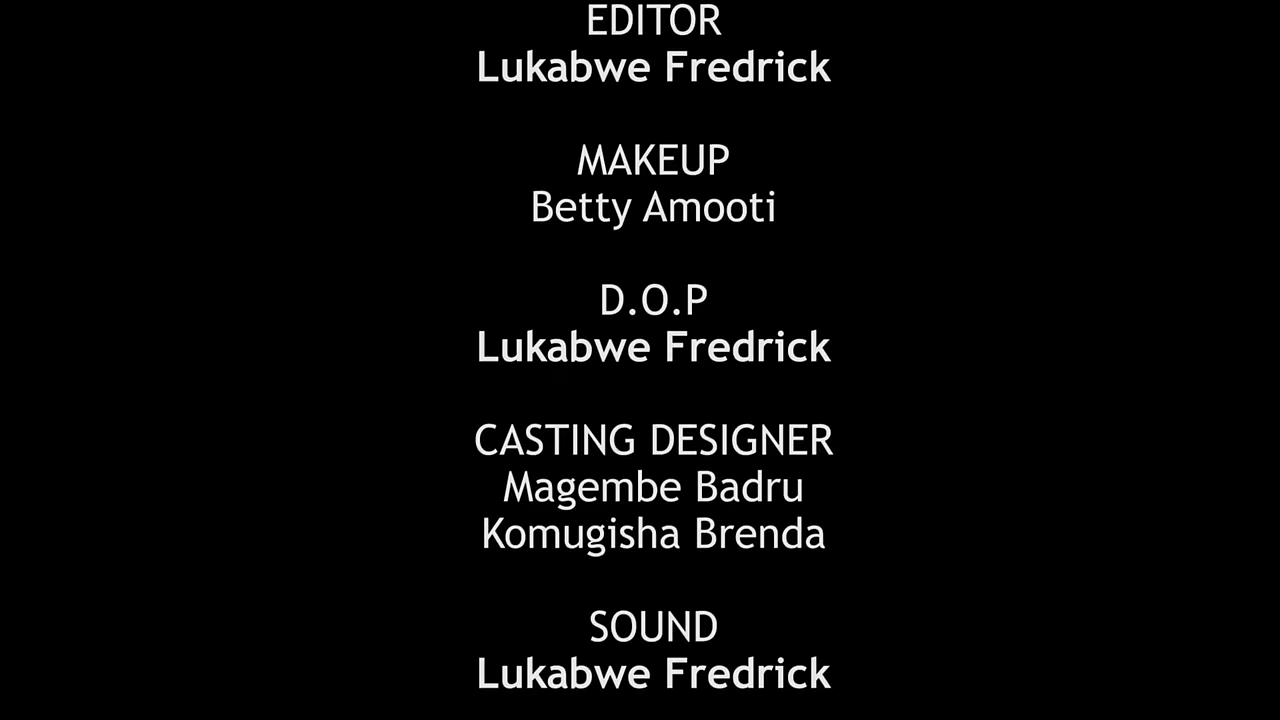 EDITOR
Lukabwe Fredrick
MAKEUP
Betty Amooti
D.O.P
Lukabwe Fredrick
CASTING DESIGNER
Magembe Badru
Komugisha Brenda
SOUND
Lukabwe Fredrick